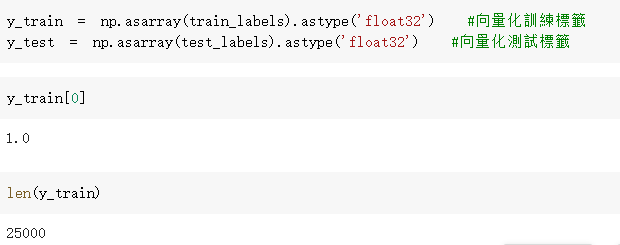 y_train = np.asarray(train_labels).astype('float32') #向量化訓練標籤
y_test = np.asarray(test_labels).astype('float32') #向量化測試標籤
y_train[0]
1.0
len(y_train)
25000